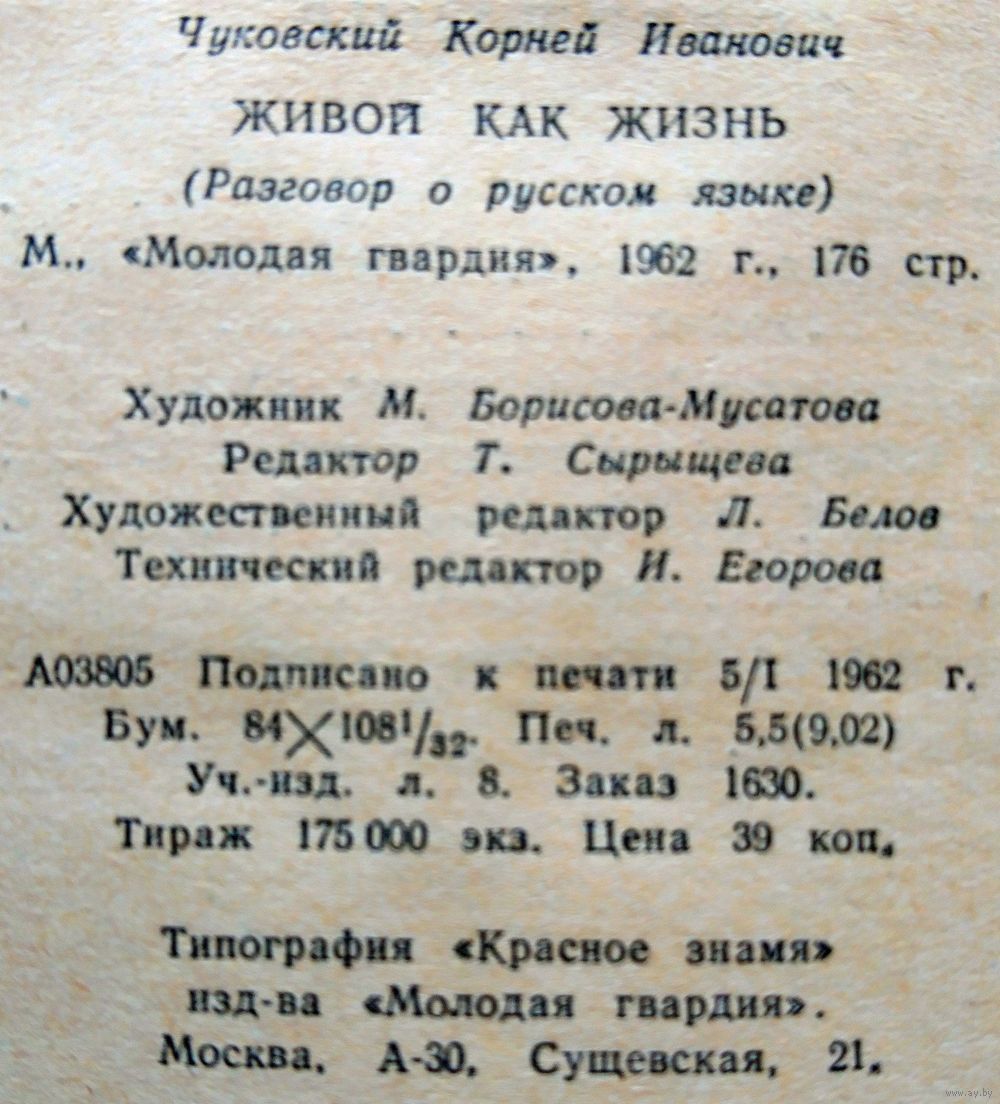 Чуковский Корней Иванович
ЖИВОЙ КАК ЖИЗНЬ
(Разговор о русском языке)
М., «Молодая гвардия», 1962 г., 176 стр.
Художник М. Борисова-Мусатова
Редактор Т. Сырыщева
Художественный редактор Л. Белов
Технический редактор И. Егорова
А03805 Подписано к печати 5/I 1962 г.
Бум. 84×108¹/₃₂. Печ. л. 5,5(9,02)
Уч.-изд. л. 8. Заказ 1630.
Тираж 175 000 экз. Цена 39 коп.
Типография «Красное знамя»
изд-ва «Молодая гвардия».
Москва, А-30, Сущевская, 21.
www.ay.by